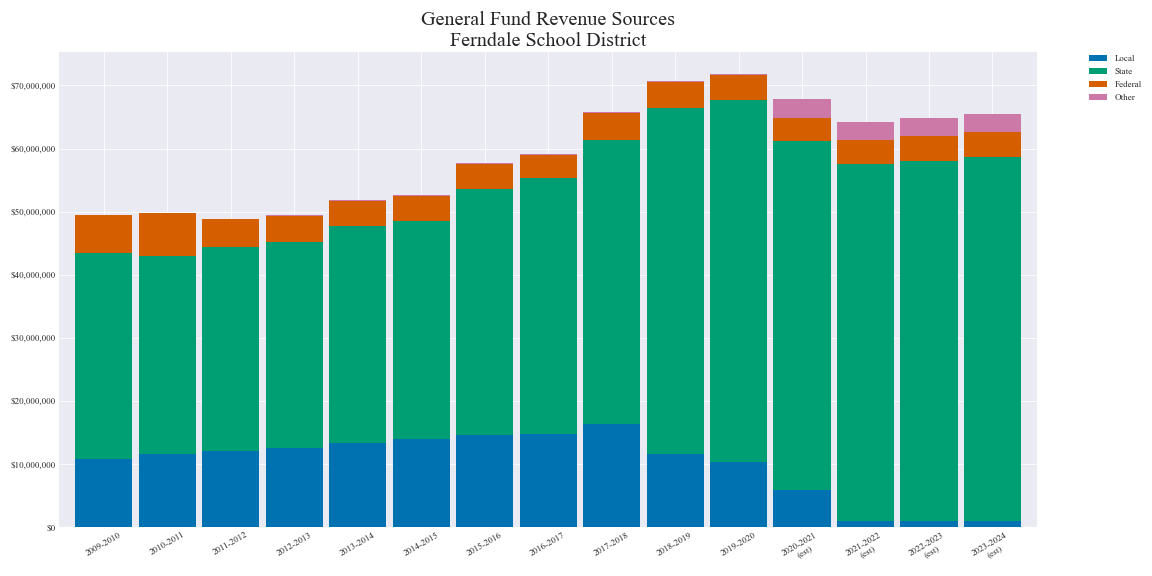 General Fund Revenue Sources
Ferndale School District
Local
State
Federal
Other
$70,000,000
$60,000,000
$50,000,000
$40,000,000
$30,000,000
$20,000,000
$10,000,000
$0
2009-2010
2010-2011
2011-2012
2012-2013
2013-2014
2014-2015
2015-2016
2016-2017
2017-2018
2018-2019
2019-2020
2020-2021
(est)
2021-2022
(est)
2022-2023
(est)
2023-2024
(est)